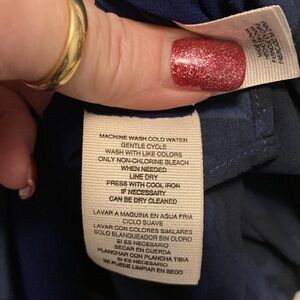 MACHINE WASH COLD WATER
GENTLE CYCLE
WASH WITH LIKE COLORS
ONLY NON-CHLORINE BLEACH
WHEN NEEDED
LINE DRY
PRESS WITH COOL IRON
IF NECESSARY
CAN BE DRY CLEANED
LAVAR A MAQUINA EN AGUA FRIA
CICLO SUAVE
LAVAR CON COLORES SIMILARES
SOLO BLANQUEADOR SIN CLORO
SI ES NECESARIO
SECAR EN CUERDA
PLANCHAR CON PLANCHA TIBIA
SI ES NECESARIO
SE PUEDE LIMPIAR EN SECO